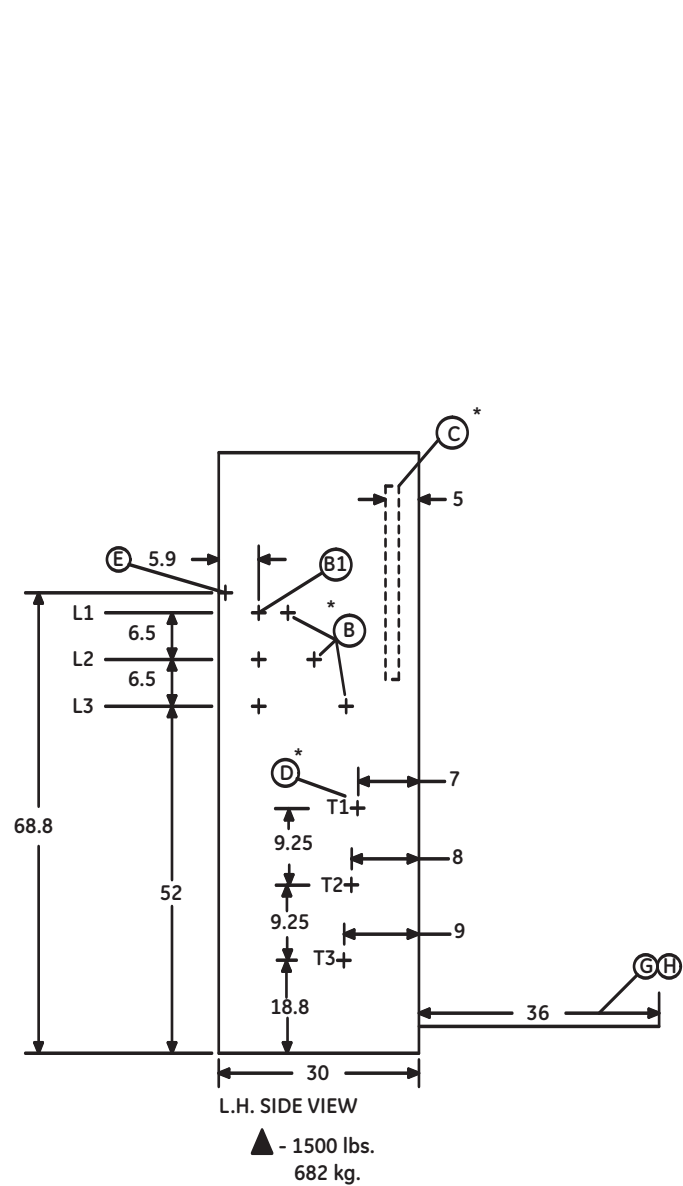 *
C
5
E 5.9
B1
L1
*
6.5
B
L2
6.5
L3
*
D
7
T1
68.8
9.25
8
T2
52
9.25
9
T3
G H
18.8
36
30
L.H. SIDE VIEW
- 1500 lbs.
682 kg.